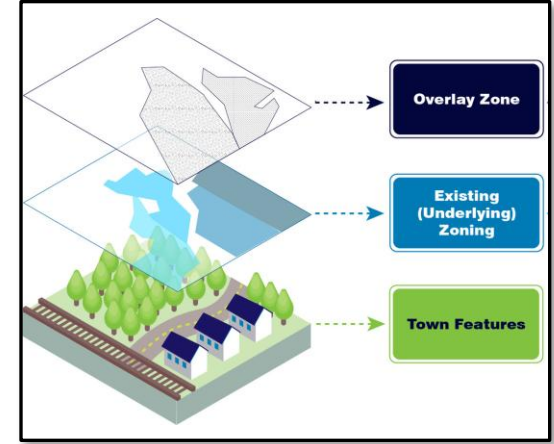 Overlay Zone
Existing
(Underlying)
Zoning
Town Features